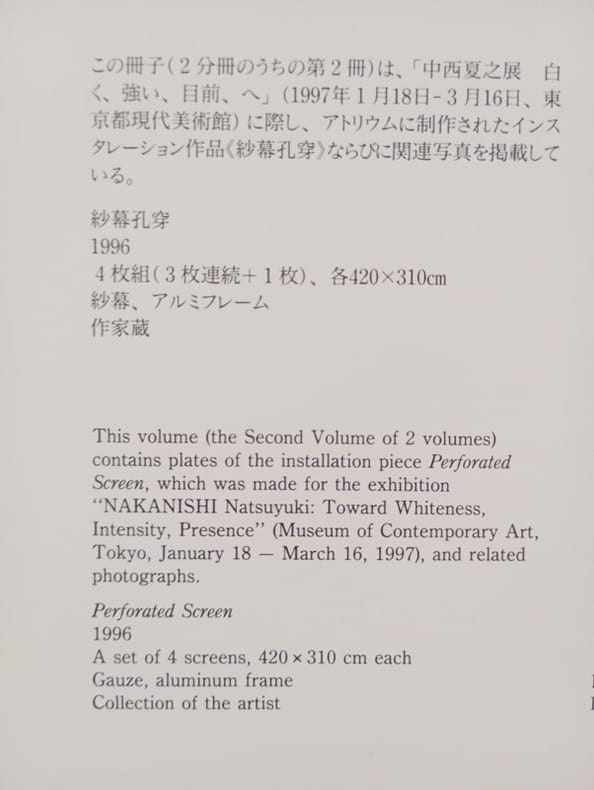 この冊子(2分冊のうちの第2冊)は、「中西夏之展　白
く、強い、目前、へ」(1997年1月18日-3月16日、東
京都現代美術館)に際し、アトリウムに制作されたインス
タレーション作品《紗幕孔穿》ならびに関連写真を掲載して
いる。
紗幕孔穿
1996
4枚組(3枚連続+1枚)、各420×310cm
紗幕、アルミフレーム
作家蔵
This volume (the Second Volume of 2 volumes)
contains plates of the installation piece Perforated
Screen, which was made for the exhibition
“NAKANISHI Natsuyuki: Toward Whiteness,
Intensity, Presence” (Museum of Contemporary Art,
Tokyo, January 18 — March 16, 1997), and related
photographs.
Perforated Screen
1996
A set of 4 screens, 420×310 cm each
Gauze, aluminum frame
Collection of the artist